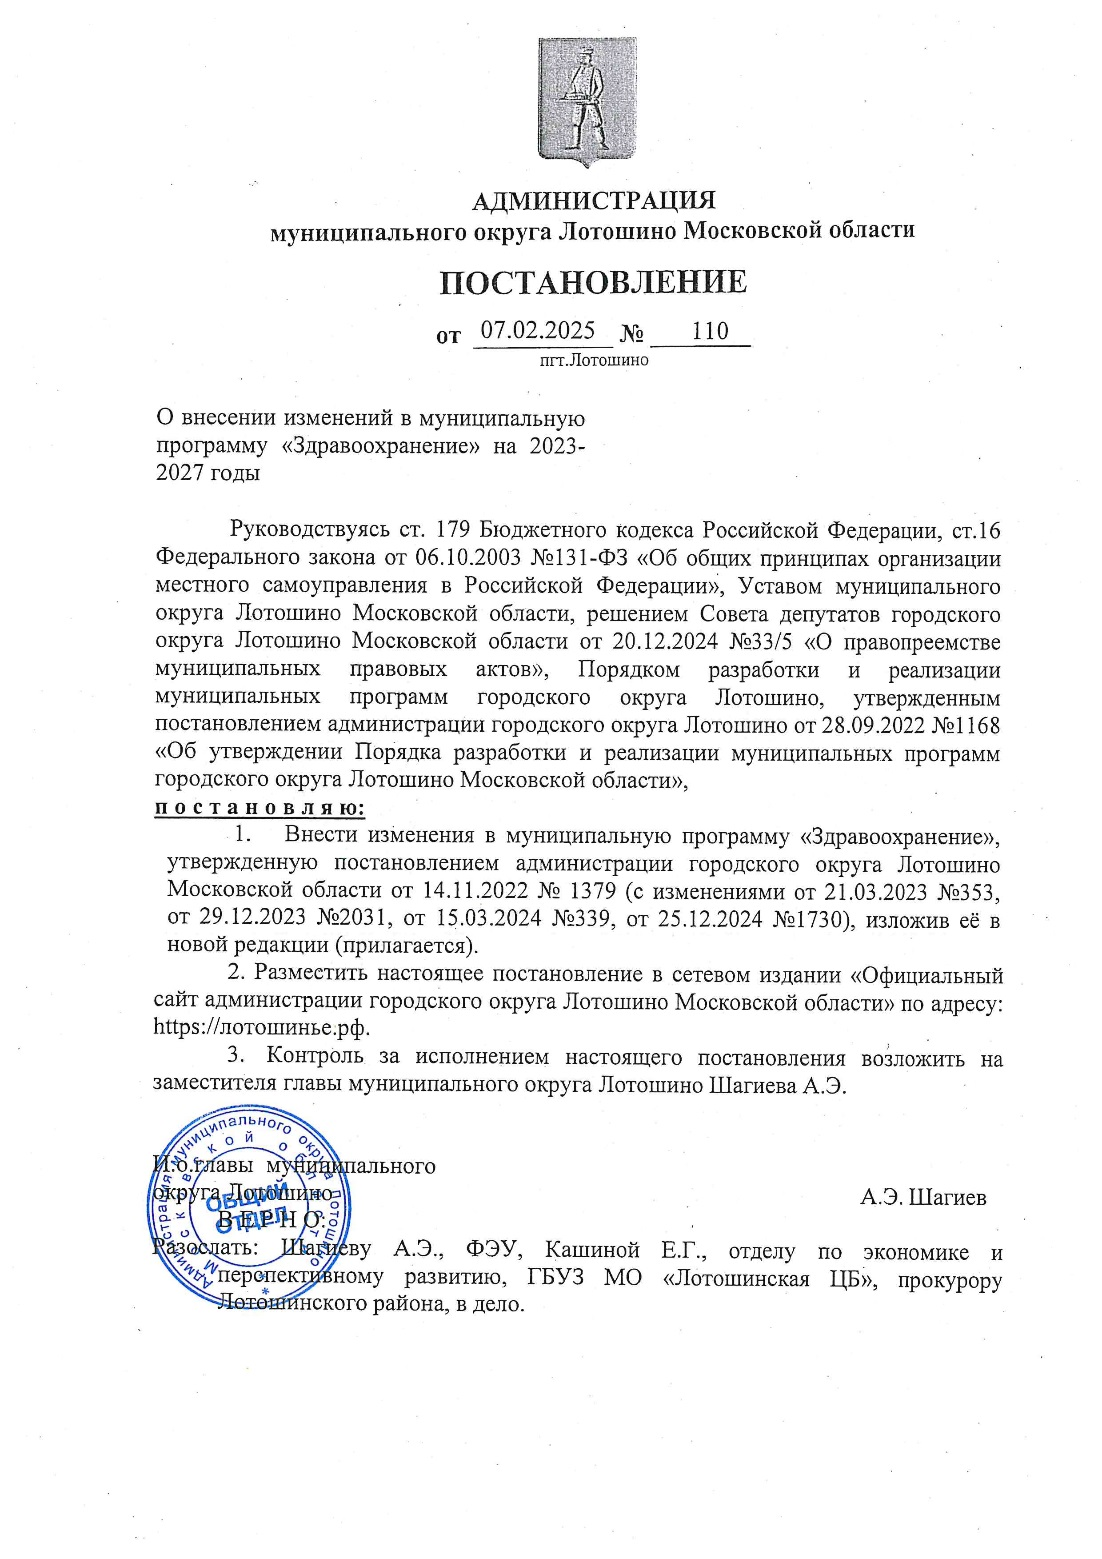 АДМИНИСТРАЦИЯ
муниципального округа Лотошино Московской области
ПОСТАНОВЛЕНИЕ
от 07.02.2025 № 110
пгт.Лотошино
О внесении изменений в муниципальную
программу «Здравоохранение» на 2023-
2027 годы
Руководствуясь ст. 179 Бюджетного кодекса Российской Федерации, ст.16
Федерального закона от 06.10.2003 №131-ФЗ «Об общих принципах организации
местного самоуправления в Российской Федерации», Уставом муниципального
округа Лотошино Московской области, решением Совета депутатов городского
округа Лотошино Московской области от 20.12.2024 №33/5 «О правопреемстве
муниципальных правовых актов», Порядком разработки и реализации
муниципальных программ городского округа Лотошино, утвержденным
постановлением администрации городского округа Лотошино от 28.09.2022 №1168
«Об утверждении Порядка разработки и реализации муниципальных программ
городского округа Лотошино Московской области»,
п о с т а н о в л я ю:
1. Внести изменения в муниципальную программу «Здравоохранение»,
утвержденную постановлением администрации городского округа Лотошино
Московской области от 14.11.2022 № 1379 (с изменениями от 21.03.2023 №353,
от 29.12.2023 №2031, от 15.03.2024 №339, от 25.12.2024 №1730), изложив её в
новой редакции (прилагается).
2. Разместить настоящее постановление в сетевом издании «Официальный
сайт администрации городского округа Лотошино Московской области» по адресу:
https://лотошинье.рф.
3. Контроль за исполнением настоящего постановления возложить на
заместителя главы муниципального округа Лотошино Шагиева А.Э.
И.о.главы муниципального
округа Лотошино А.Э. Шагиев
В Е Р Н О:
Разослать: Шагиеву А.Э., ФЭУ, Кашиной Е.Г., отделу по экономике и
перспективному развитию, ГБУЗ МО «Лотошинская ЦБ», прокурору
Лотошинского района, в дело.
Администрация муниципального округа Лотошино
Московской области
ОБЩИЙ
ОТДЕЛ